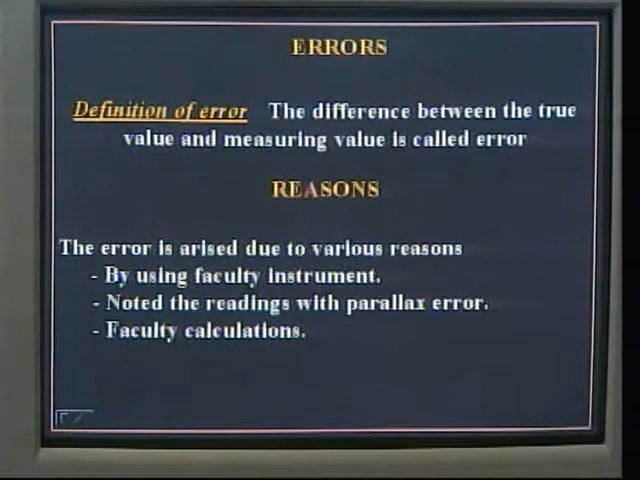 ERRORS
Definition of error The difference between the true
value and measuring value is called error
REASONS
The error is arised due to various reasons
- By using faculty instrument.
- Noted the readings with parallax error.
- Faculty calculations.